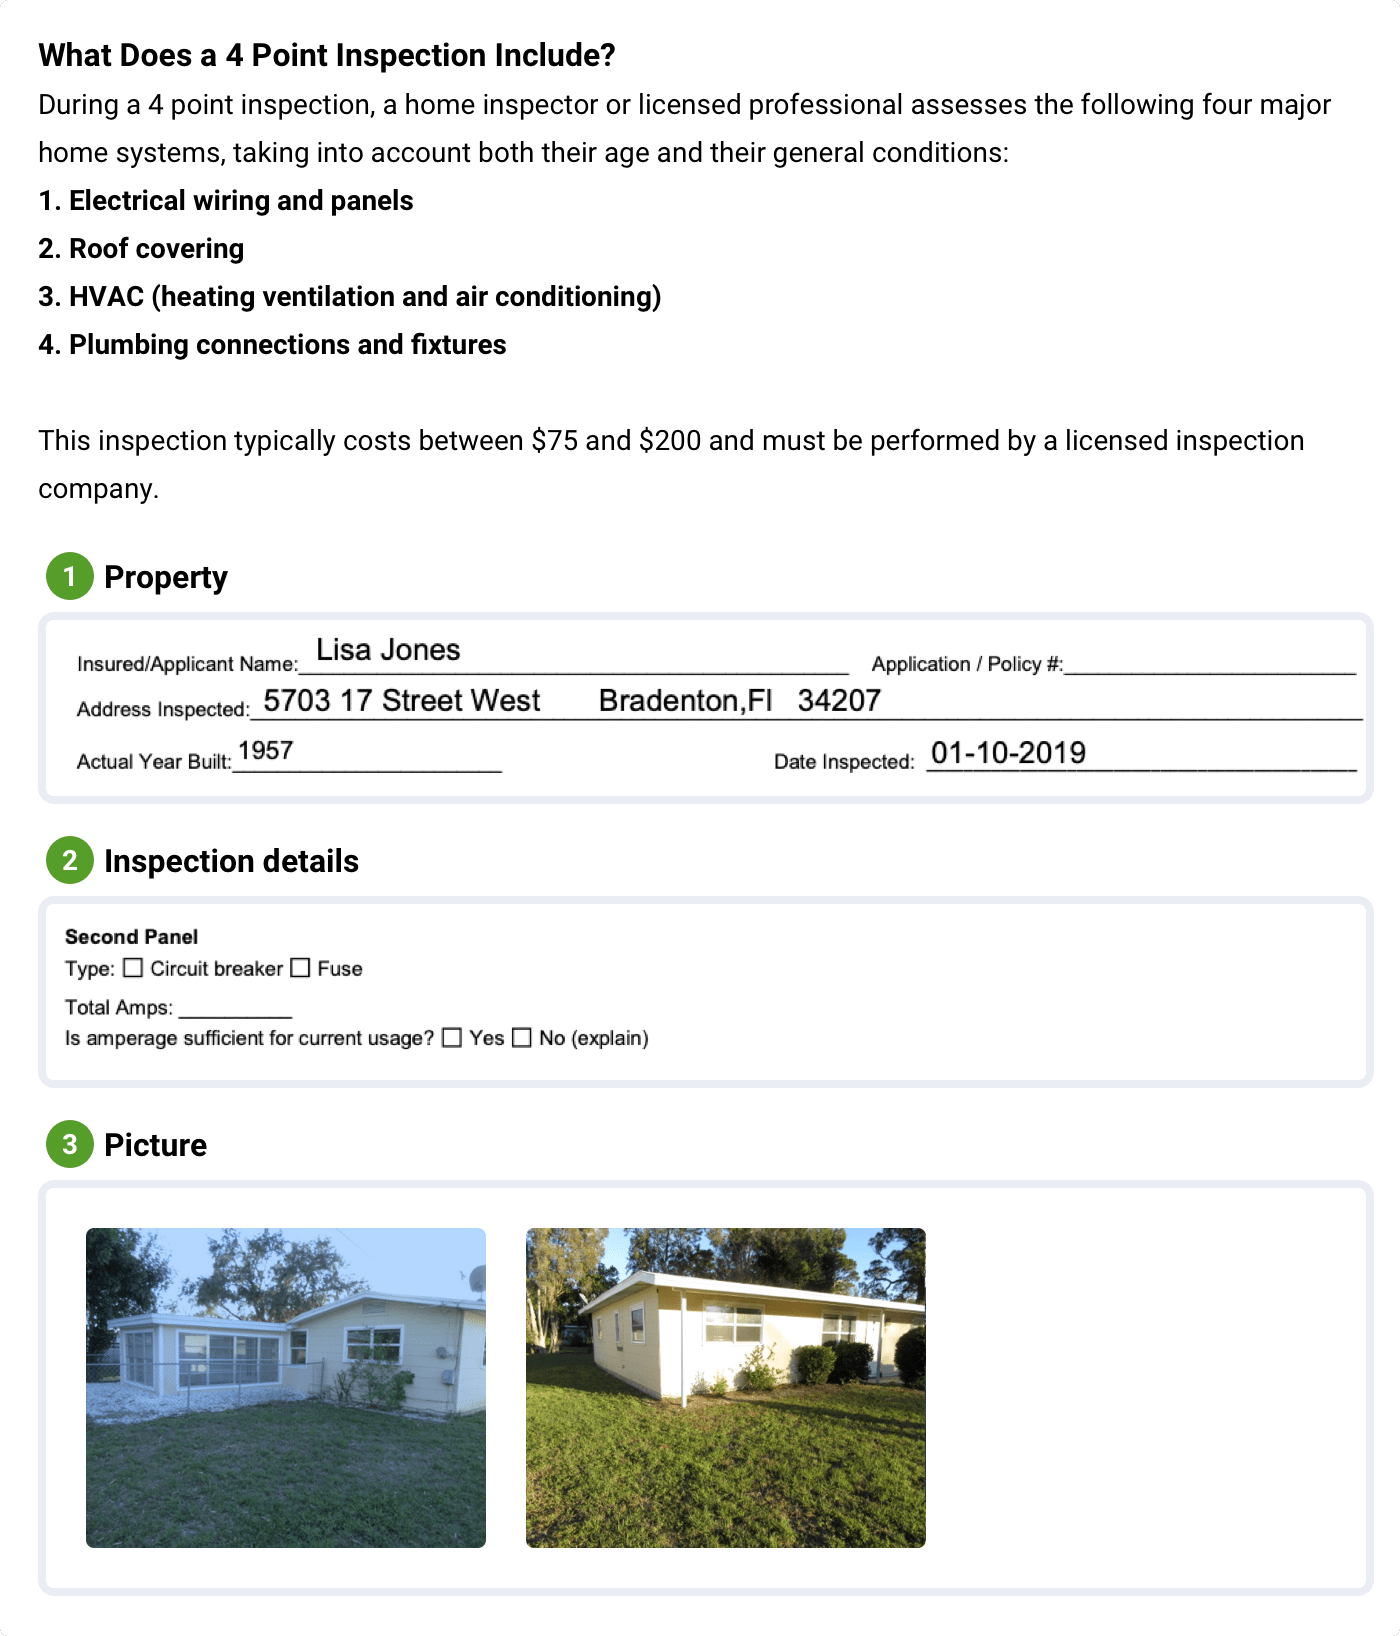 What Does a 4 Point Inspection Include?
During a 4 point inspection, a home inspector or licensed professional assesses the following four major
home systems, taking into account both their age and their general conditions:
1. Electrical wiring and panels
2. Roof covering
3. HVAC (heating ventilation and air conditioning)
4. Plumbing connections and fixtures
This inspection typically costs between $75 and $200 and must be performed by a licensed inspection
company.
1 Property
Insured/Applicant Name: Lisa Jones Application / Policy #:
Address Inspected: 5703 17 Street West Bradenton,Fl 34207
Actual Year Built: 1957 Date Inspected: 01-10-2019
2 Inspection details
Second Panel
Type: ☐ Circuit breaker ☐ Fuse
Total Amps: __________
Is amperage sufficient for current usage? ☐ Yes ☐ No (explain)
3 Picture